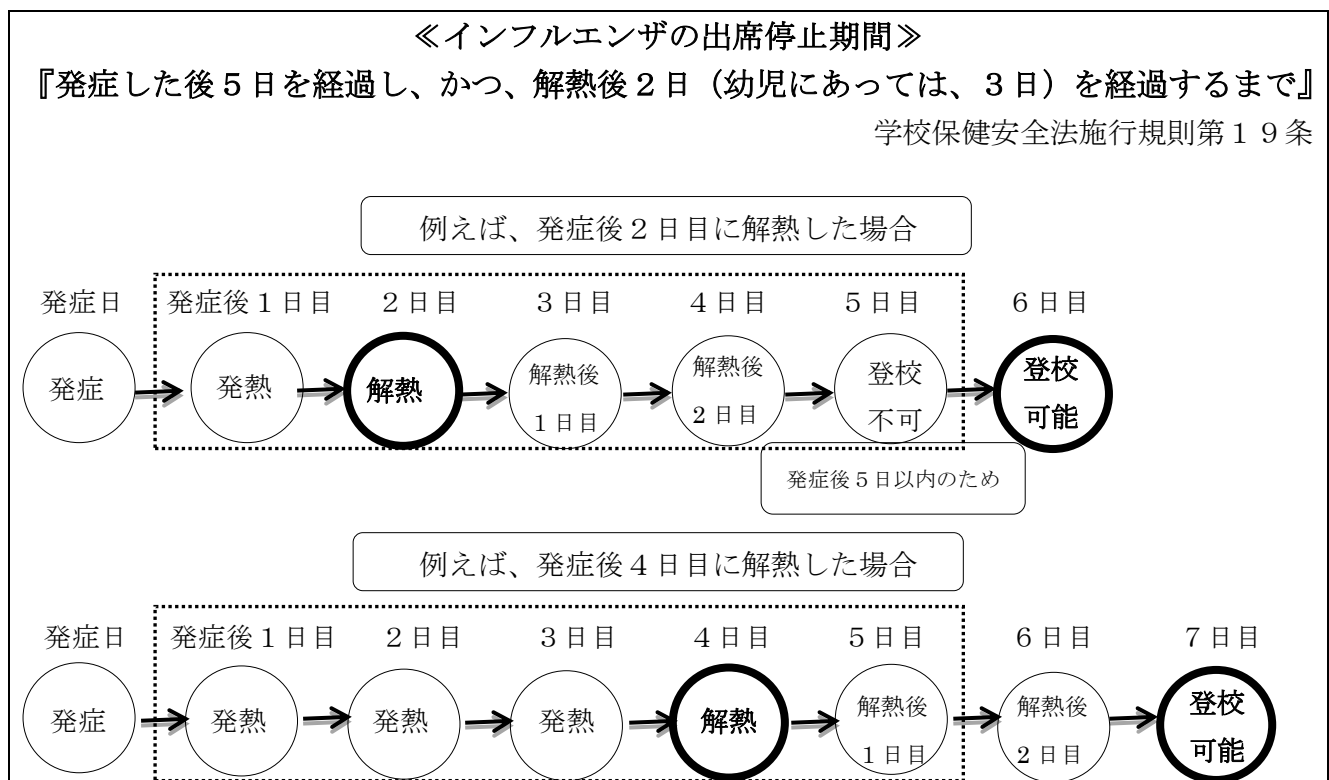 ≪インフルエンザの出席停止期間≫
『発症した後５日を経過し、かつ、解熱後２日（幼児にあっては、３日）を経過するまで』
学校保健安全法施行規則第１９条
例えば、発症後２日目に解熱した場合
発症日 発症後１日目 ２日目 ３日目 ４日目 ５日目 ６日目
発症 発熱 解熱 解熱後１日目 解熱後２日目 登校不可 登校可能
発症後５日以内のため
例えば、発症後４日目に解熱した場合
発症日 発症後１日目 ２日目 ３日目 ４日目 ５日目 ６日目 ７日目
発症 発熱 発熱 発熱 解熱 解熱後１日目 解熱後２日目 登校可能